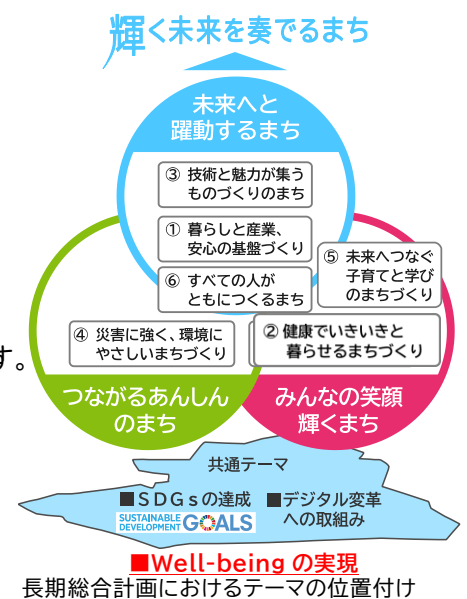 輝く未来を奏でるまち
未来へと
躍動するまち
③ 技術と魅力が集う
ものづくりのまち
① 暮らしと産業、
安心の基盤づくり
⑥ すべての人が
ともにつくるまち
⑤ 未来へつなぐ
子育てと学び
のまちづくり
④ 災害に強く、環境に
やさしいまちづくり
② 健康でいきいきと
暮らせるまちづくり
す。
つながるあんしん
のまち
みんなの笑顔
輝くまち
共通テーマ
■SDGsの達成
SUSTAINABLE
DEVELOPMENT
GOALS
■デジタル変革
への取組み
■Well-being の実現
長期総合計画におけるテーマの位置付け